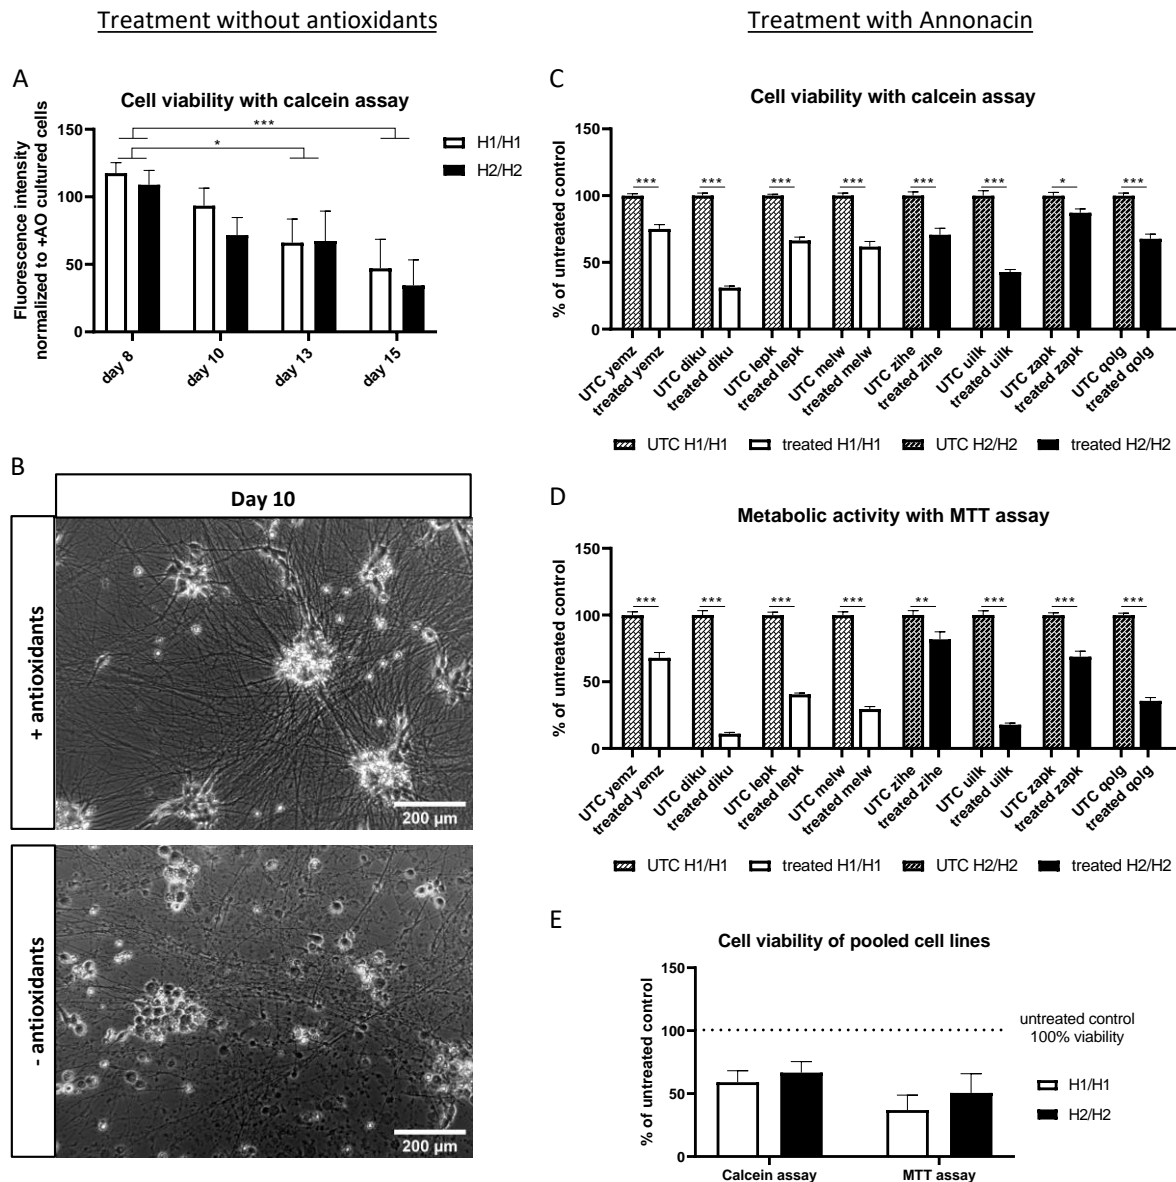 Treatment without antioxidants
Treatment with Annonacin
A
Cell viability with calcein assay
Fluorescence intensity
normalized to +AO cultured cells
150
100
50
0
***
*
H1/H1
H2/H2
day 8
day 10
day 13
day 15
B
Day 10
+ antioxidants
200 µm
- antioxidants
200 µm
C
Cell viability with calcein assay
% of untreated control
150
100
50
0
*** *** *** *** *** *** * ***
UTC yemz
treated yemz
UTC diku
treated diku
UTC lepk
treated lepk
UTC melw
treated melw
UTC zihe
treated zihe
UTC uilk
treated uilk
UTC zapk
treated zapk
UTC qolg
treated qolg
UTC H1/H1 treated H1/H1 UTC H2/H2 treated H2/H2
D
Metabolic activity with MTT assay
% of untreated control
150
100
50
0
*** *** *** *** ** *** *** ***
UTC yemz
treated yemz
UTC diku
treated diku
UTC lepk
treated lepk
UTC melw
treated melw
UTC zihe
treated zihe
UTC uilk
treated uilk
UTC zapk
treated zapk
UTC qolg
treated qolg
UTC H1/H1 treated H1/H1 UTC H2/H2 treated H2/H2
E
Cell viability of pooled cell lines
% of untreated control
150
100
50
0
untreated control
100% viability
H1/H1
H2/H2
Calcein assay
MTT assay